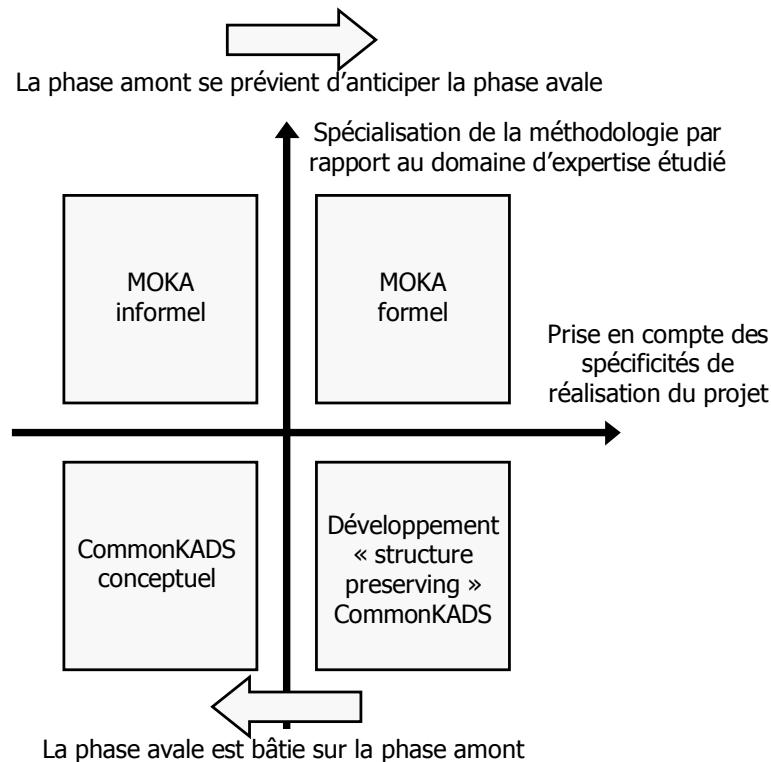 La phase amont se prévient d’anticiper la phase avale
Spécialisation de la méthodologie par
rapport au domaine d’expertise étudié
MOKA
informel
MOKA
formel
Prise en compte des
spécificités de
réalisation du projet
CommonKADS
conceptuel
Développement
« structure
preserving »
CommonKADS
La phase avale est bâtie sur la phase amont